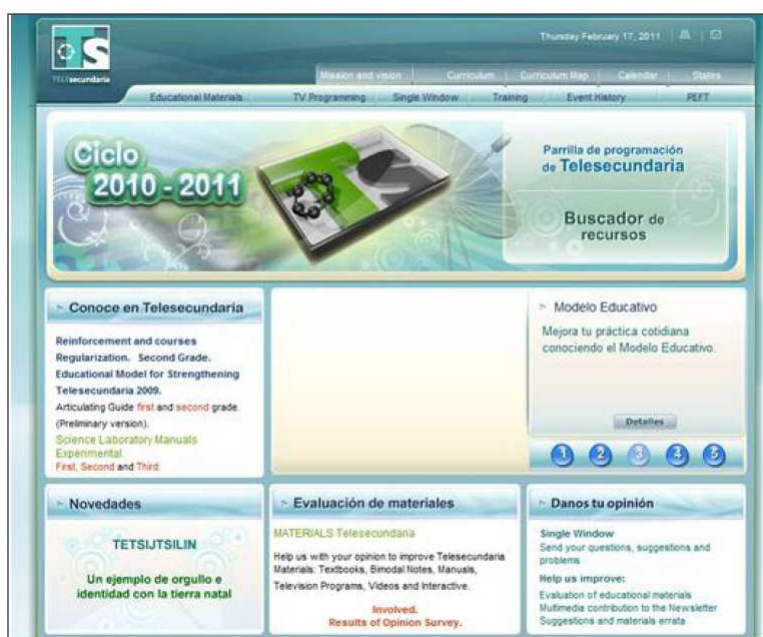 Thursday February 17, 2011
TS
TELEsecundaria
Mission and vision
Curriculum
Curriculum Map
Calendar
States
Educational Materials
TV Programming
Single Window
Training
Event History
PEFT
Ciclo
2010 - 2011
Parrilla de programación
de Telesecundaria
Buscador de
recursos
Conoce en Telesecundaria
Reinforcement and courses
Regularization. Second Grade.
Educational Model for Strengthening
Telesecundaria 2009.
Articulating Guide first and second grade.
(Preliminary version).
Science Laboratory Manuals
Experimental.
First, Second and Third.
Modelo Educativo
Mejora tu práctica cotidiana
conociendo el Modelo Educativo.
Detalles
1 2 3 4 5
Novedades
TETSIJTSILIN
Un ejemplo de orgullo e
identidad con la tierra natal
Evaluación de materiales
MATERIALS Telesecundaria
Help us with your opinion to improve Telesecundaria
Materials: Textbooks, Bimodal Notes, Manuals,
Television Programs, Videos and Interactive.
Involved.
Results of Opinion Survey.
Danos tu opinión
Single Window
Send your questions, suggestions and
problems
Help us improve:
Evaluation of educational materials
Multimedia contribution to the Newsletter
Suggestions and materials errata